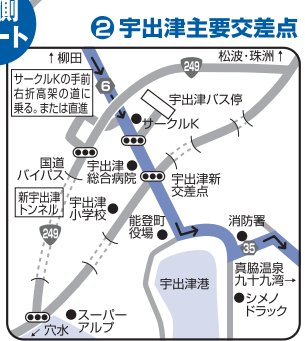 側
ート
❷ 宇出津主要交差点
↑柳田
松波・珠洲↑
サークルKの手前
右折高架の道に
乗る。または直進
6
249
宇出津バス停
サークルK
国道
バイパス
宇出津
総合病院
宇出津新
交差点
新宇出津
トンネル
宇出津
小学校
249
能登町
役場
消防署
35
真脇温泉
九十九湾→
宇出津港
シメノ
ドラック
スーパー
アルプ
↙穴水